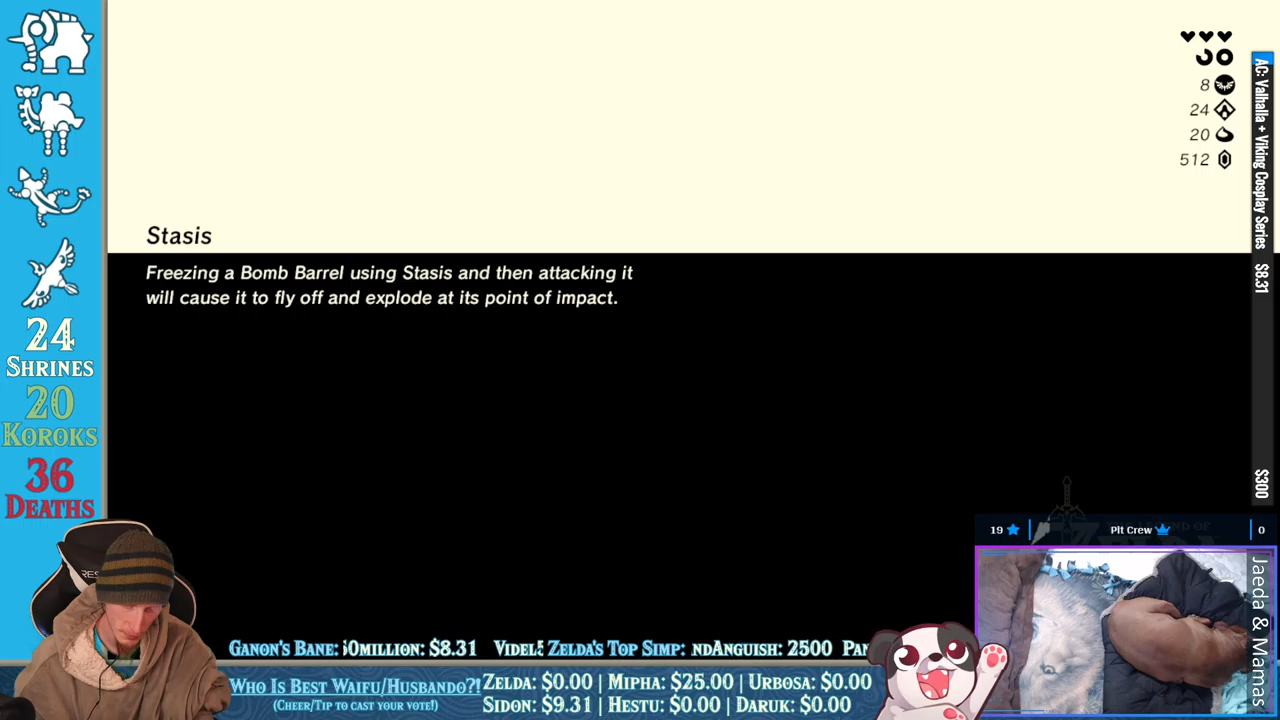 8
24
20
512
Stasis
Freezing a Bomb Barrel using Stasis and then attacking it
will cause it to fly off and explode at its point of impact.
24
SHRINES
20
KOROKS
36
DEATHS
AC: Valhalla + Viking Cosplay Series $8.31
$300
19
Pit Crew
0
Jaeda & Mamas
GANON'S BANE: 50MILLION: $8.31 VIDEL ZELDA'S TOP SIMP: NDANGUISH: 2500 PAN
WHO IS BEST WAIFU/HUSBANDO?!
(CHEER/TIP TO CAST YOUR VOTE!)
ZELDA: $0.00 | MIPHA: $25.00 | URBOSA: $0.00
SIDON: $9.31 | HESTU: $0.00 | DARUK: $0.00